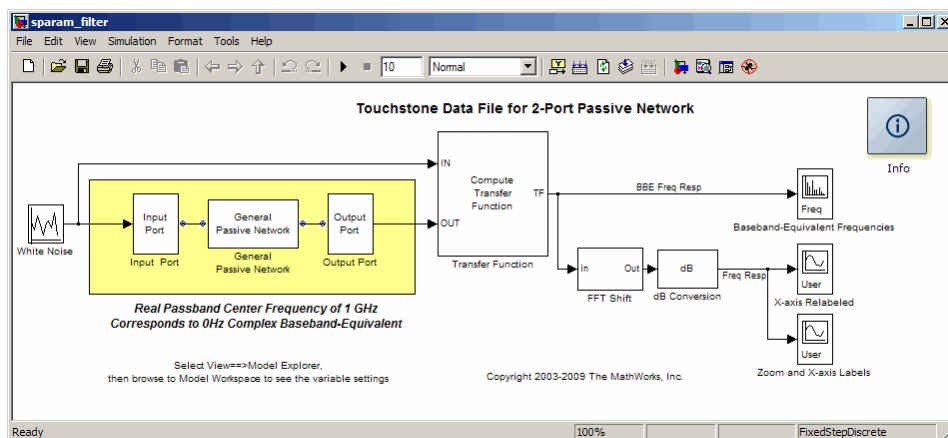 sparam_filter
File Edit View Simulation Format Tools Help
10 Normal
Touchstone Data File for 2-Port Passive Network
Info
IN
Compute
Transfer
Function
TF
OUT
Transfer Function
BBE Freq Resp
Freq
Baseband-Equivalent Frequencies
White Noise
Input
Port
Input Port
General
Passive Network
General
Passive Network
Output
Port
Output Port
In Out
FFT Shift
dB
dB Conversion
Freq Resp
User
X-axis Relabeled
User
Zoom and X-axis Labels
Real Passband Center Frequency of 1 GHz
Corresponds to 0Hz Complex Baseband-Equivalent
Select View==>Model Explorer,
then browse to Model Workspace to see the variable settings
Copyright 2003-2009 The MathWorks, Inc.
Ready 100% FixedStepDiscrete